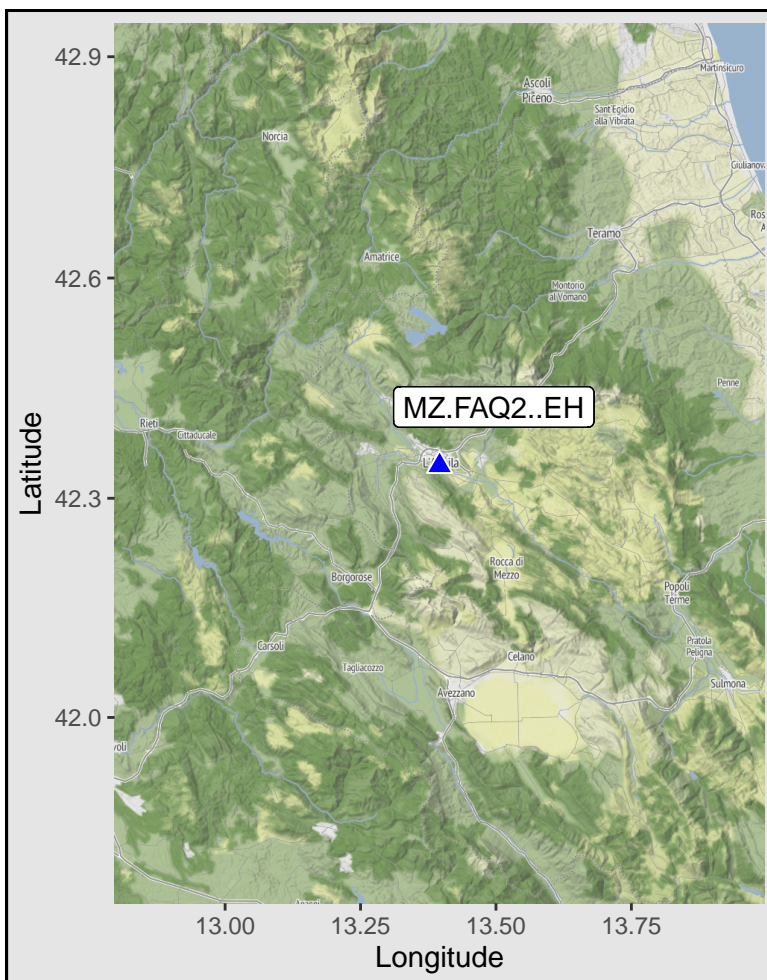 42.9
42.6
42.3
42.0
Latitude
Martinsicuro
Ascoli
Piceno
Sant'Egidio
alla Vibrata
Norcia
Giulianova
Teramo
Amatrice
Montorio
al Vomano
Penne
MZ.FAQ2..EH
Rieti
Cittaducale
Rocca di
Mezzo
Borgorose
Popoli
Terme
Carsoli
Pratola
Peligna
Celano
Tagliacozzo
Sulmona
Avezzano
13.00 13.25 13.50 13.75
Longitude